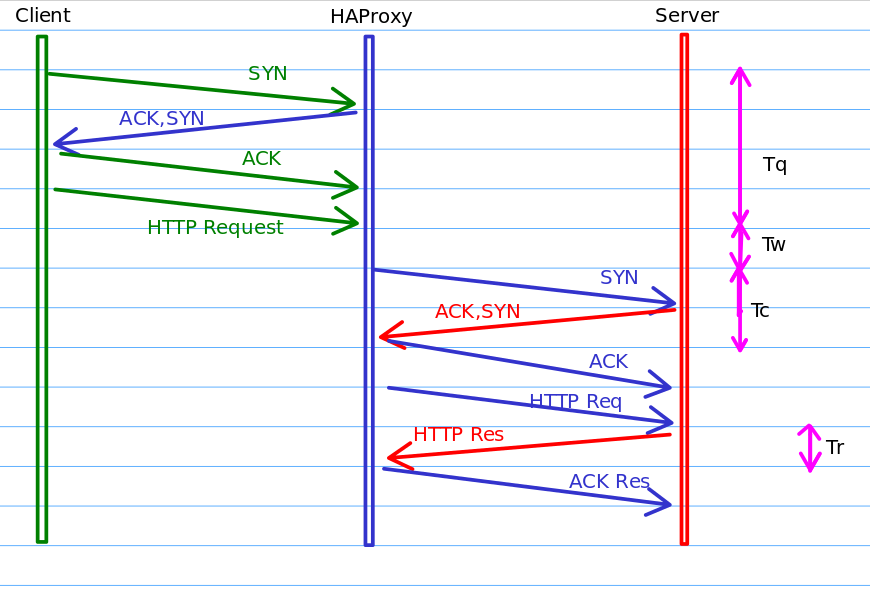 Client HAProxy Server
SYN
ACK,SYN
ACK
Tq
HTTP Request
Tw
SYN
ACK,SYN
Tc
ACK
HTTP Req
HTTP Res
Tr
ACK Res